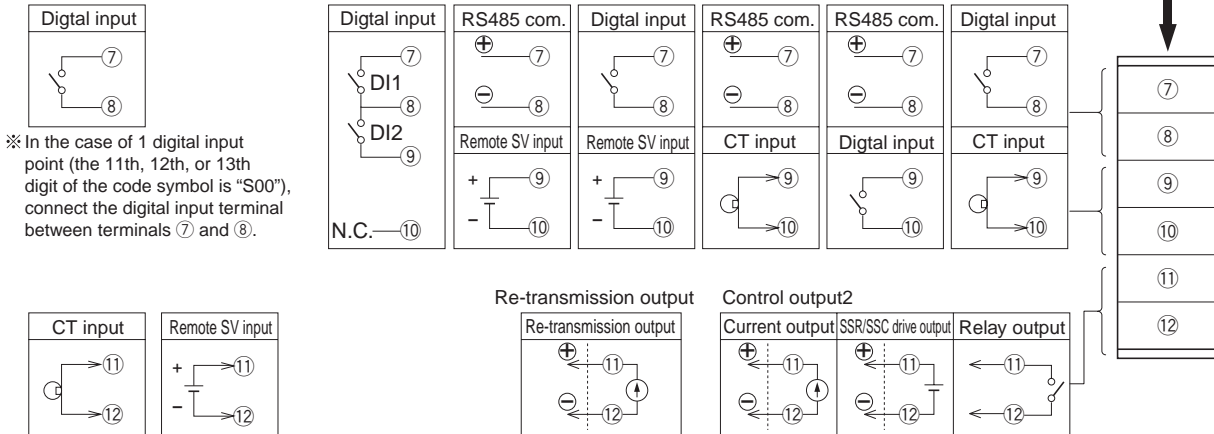 Digtal input
⑦
⑧
※In the case of 1 digital input
point (the 11th, 12th, or 13th
digit of the code symbol is “S00”),
connect the digital input terminal
between terminals ⑦ and ⑧.
Digtal input
⑦
DI1
⑧
DI2
⑨
N.C. ⑩
RS485 com.
⊕ ⑦
⊖ ⑧
Remote SV input
+ ⑨
− ⑩
Digtal input
⑦
⑧
Remote SV input
+ ⑨
− ⑩
RS485 com.
⊕ ⑦
⊖ ⑧
CT input
⑨
⑩
RS485 com.
⊕ ⑦
⊖ ⑧
Digtal input
⑨
⑩
Digtal input
⑦
⑧
CT input
⑨
⑩
⑦
⑧
⑨
⑩
⑪
⑫
CT input
⑪
⑫
Remote SV input
+ ⑪
− ⑫
Re-transmission output
Re-transmission output
⊕ ⑪
⊖ ⑫
Control output2
Current output
⊕ ⑪
⊖ ⑫
SSR/SSC drive output
⊕ ⑪
⊖ ⑫
Relay output
⑪
⑫